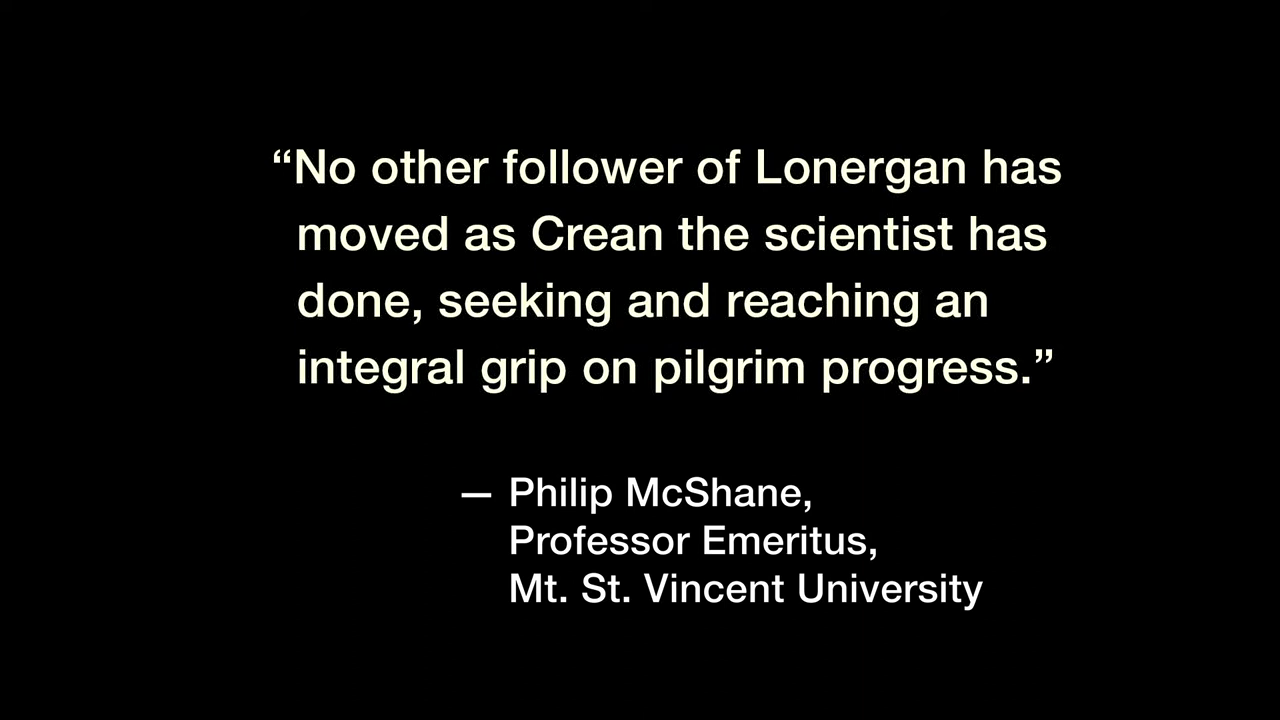 “No other follower of Lonergan has
moved as Crean the scientist has
done, seeking and reaching an
integral grip on pilgrim progress.”
— Philip McShane,
Professor Emeritus,
Mt. St. Vincent University